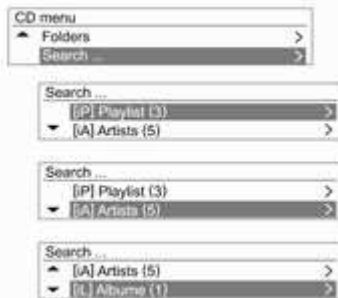 CD menu
Folders
Search ...
Search ...
[iP] Playlist (3)
[iA] Artists (5)
Search ...
[iP] Playlist (3)
[iA] Artists (5)
Search ...
[iA] Artists (5)
[iL] Albume (1)